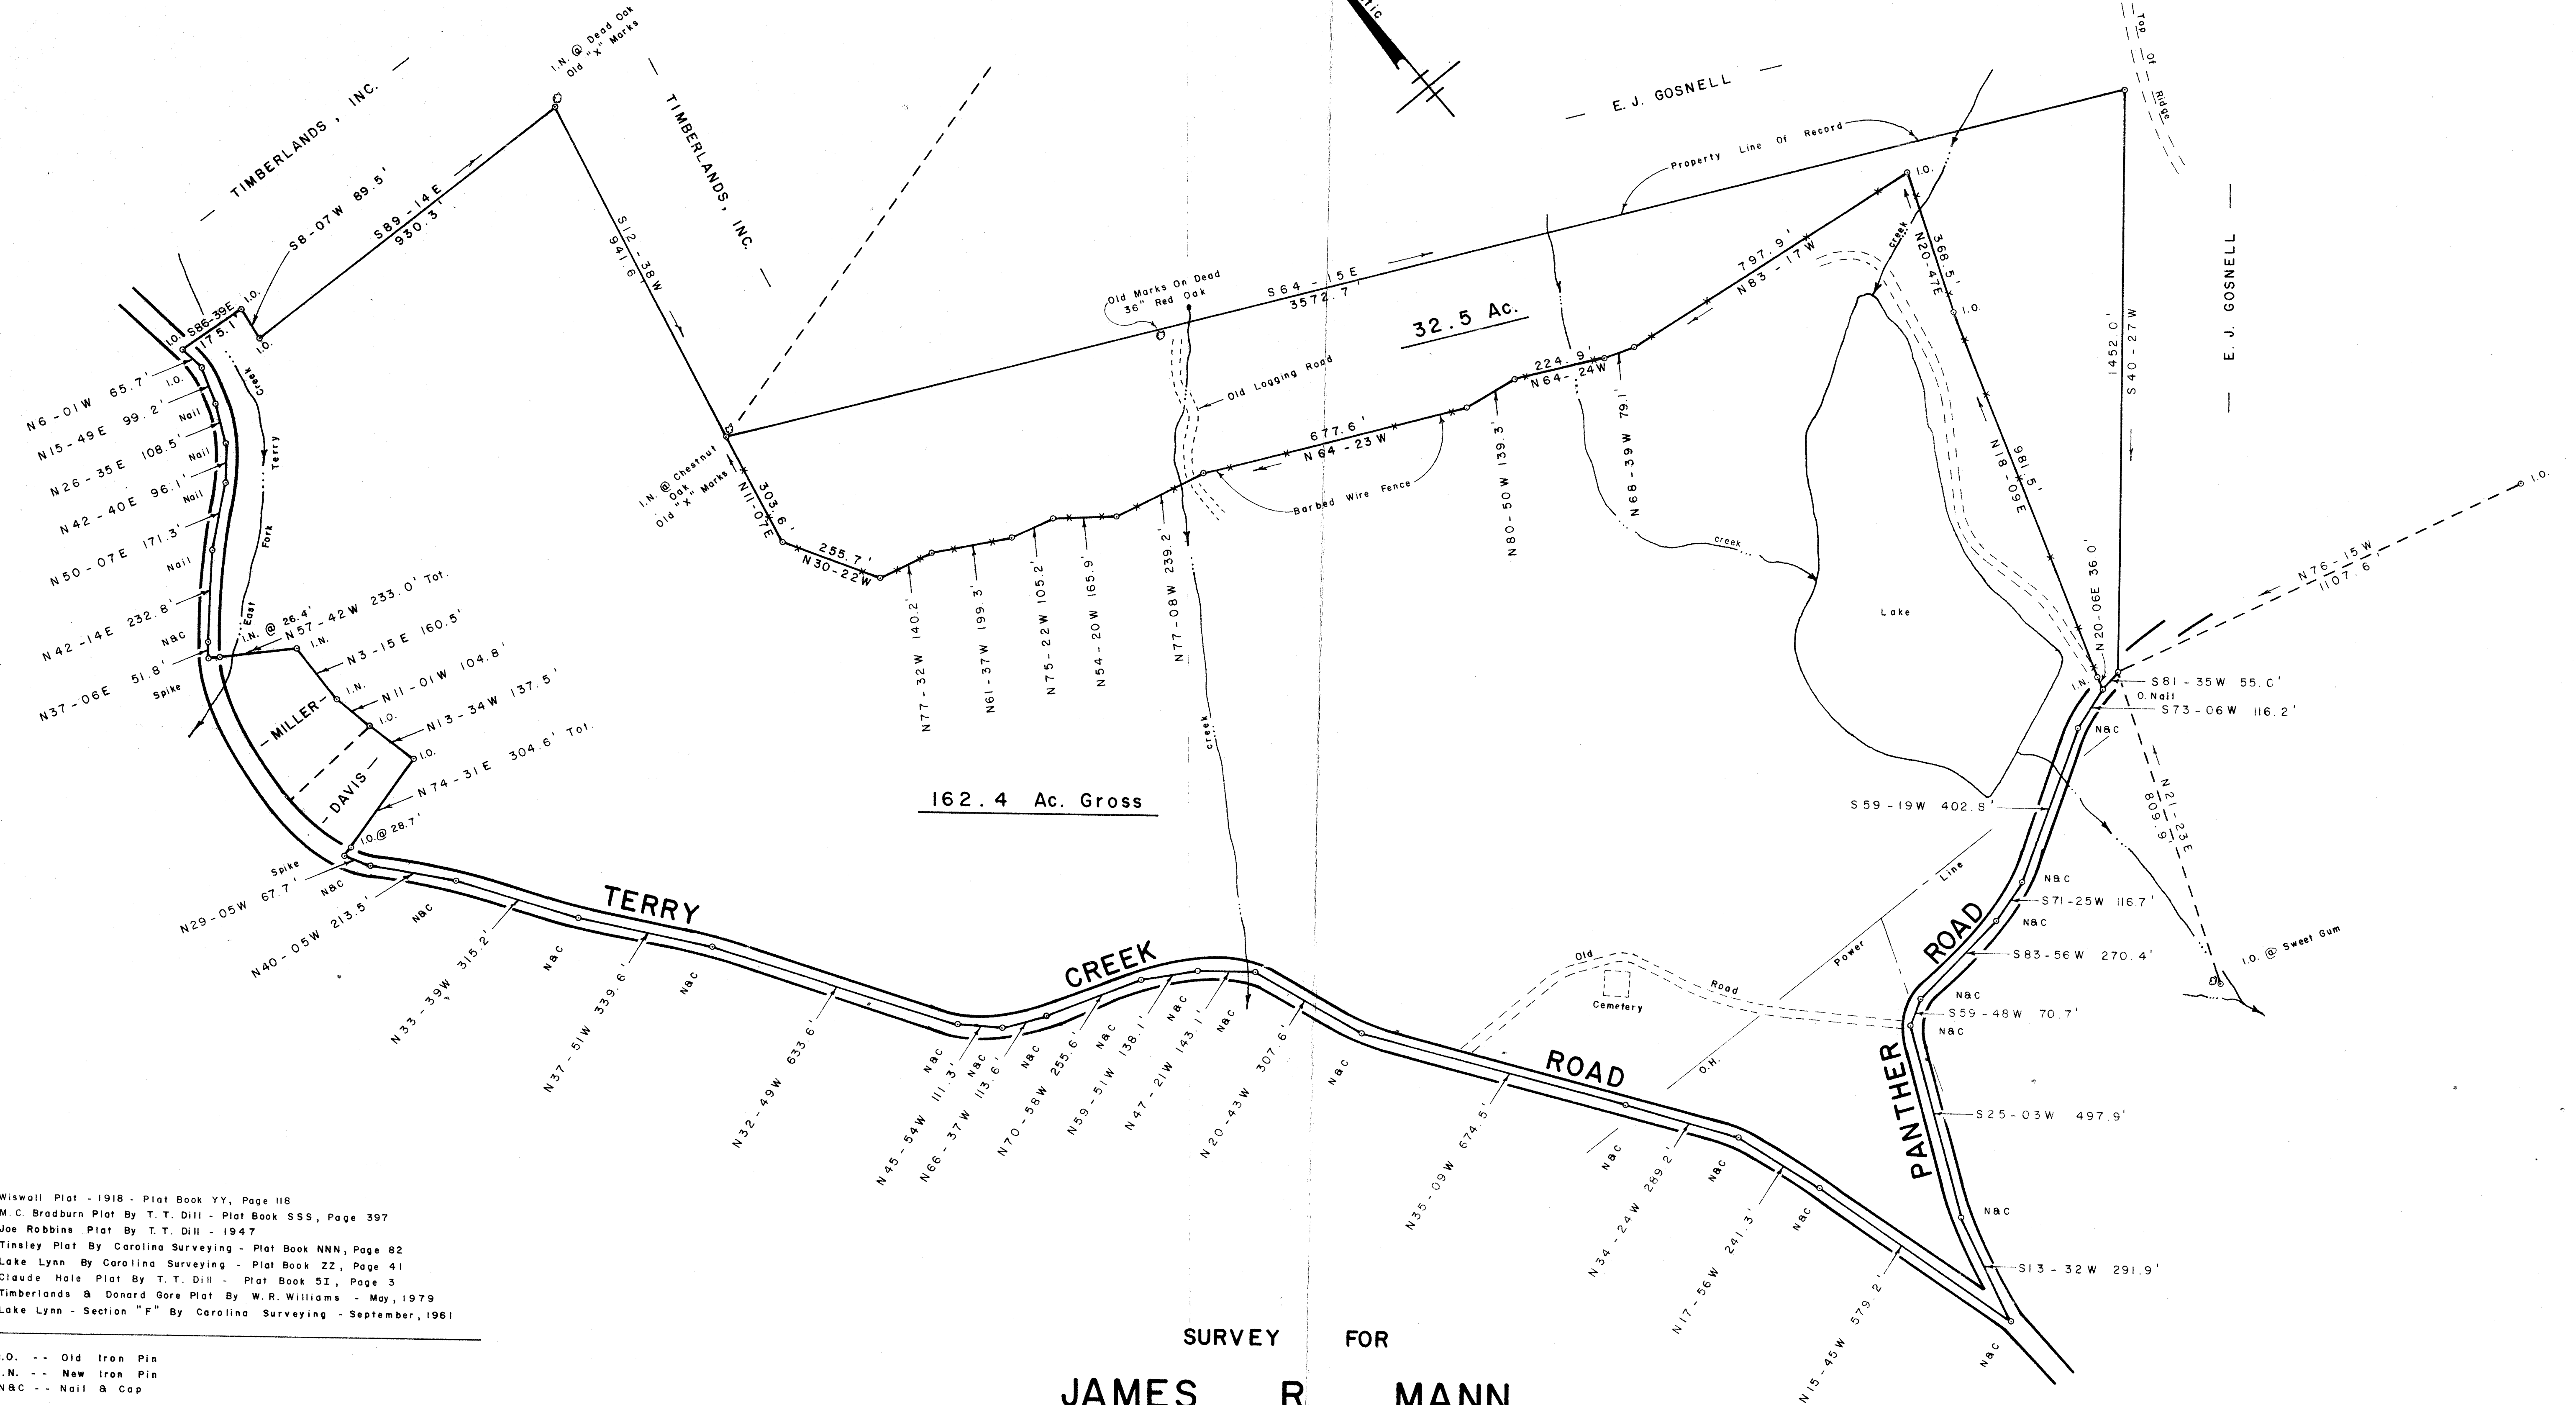 I.N. @ Dead Oak
Old "X" Marks
TIMBERLANDS, INC.
TIMBERLANDS, INC.
E. J. GOSNELL
Top Of Ridge
Property Line Of Record
I.O.
E. J. GOSNELL
S8-07W 89.5'
S89-14E
930.3'
S12-38W
941.6'
S86-39E
175.1'
I.O.
I.O.
I.O.
Old Marks On Dead
36" Red Oak
S64-15E
3572.7'
32.5 Ac.
797.9'
N83-17W
creek
368.5'
N20-47E
I.O.
1452.0'
S40-27W
N6-01W 65.7'
I.O.
N15-49E 99.2'
Nail
N26-35E 108.5'
Nail
N42-40E 96.1'
Nail
N50-07E 171.3'
Nail
N42-14E 232.8'
N&C
N37-06E 51.8'
Spike
Creek
Terry
Fork
East
I.N. @ Chestnut
Oak
Old "X" Marks
303.6'
N11-07E
255.7'
N30-22W
Old Logging Road
677.6'
N64-23W
Barbed Wire Fence
224.9'
N64-24W
N77-32W 140.2'
N61-37W 199.3'
N75-22W 105.2'
N54-20W 165.9'
N77-08W 239.2'
N80-50W 139.3'
N68-39W 79.1'
creek
creek
Lake
981.5'
N18-09E
N20-06E 36.0'
I.N.
I.O.
N76-15W
1107.6'
S81-35W 55.0'
O. Nail
S73-06W 116.2'
N&C
N21-23E
809.9'
I.O. @ Sweet Gum
I.N. @ 26.4'
N57-42W 233.0' Tot.
I.N.
N3-15E 160.5'
I.N.
N11-01W 104.8'
I.O.
N13-34W 137.5'
I.O.
N74-31E 304.6' Tot.
MILLER
DAVIS
I.O. @ 28.7'
162.4 Ac. Gross
S59-19W 402.8'
N&C
S71-25W 116.7'
N&C
S83-56W 270.4'
N&C
S59-48W 70.7'
N&C
S25-03W 497.9'
N&C
S13-32W 291.9'
O.H. Power Line
Old Road
Cemetery
PANTHER ROAD
TERRY CREEK ROAD
Spike
N29-05W 67.7'
N&C
N40-05W 213.5'
N&C
N33-39W 315.2'
N&C
N37-51W 339.6'
N&C
N32-49W 633.6'
N&C
N45-54W 111.3'
N&C
N66-37W 113.6'
N&C
N70-58W 255.6'
N&C
N59-51W 138.1'
N&C
N47-21W 143.1'
N&C
N20-43W 307.6'
N&C
N35-09W 674.5'
N&C
N34-24W 289.2'
N&C
N17-56W 241.3'
N&C
N15-45W 579.2'
N&C
Wiswall Plat - 1918 - Plat Book YY, Page 118
M.C. Bradburn Plat By T.T. Dill - Plat Book SSS, Page 397
Joe Robbins Plat By T.T. Dill - 1947
Tinsley Plat By Carolina Surveying - Plat Book NNN, Page 82
Lake Lynn By Carolina Surveying - Plat Book ZZ, Page 41
Claude Hale Plat By T.T. Dill - Plat Book 5I, Page 3
Timberlands & Donard Gore Plat By W.R. Williams - May, 1979
Lake Lynn - Section "F" By Carolina Surveying - September, 1961
.O. -- Old Iron Pin
.N. -- New Iron Pin
N&C -- Nail & Cap
SURVEY FOR
JAMES R MANN